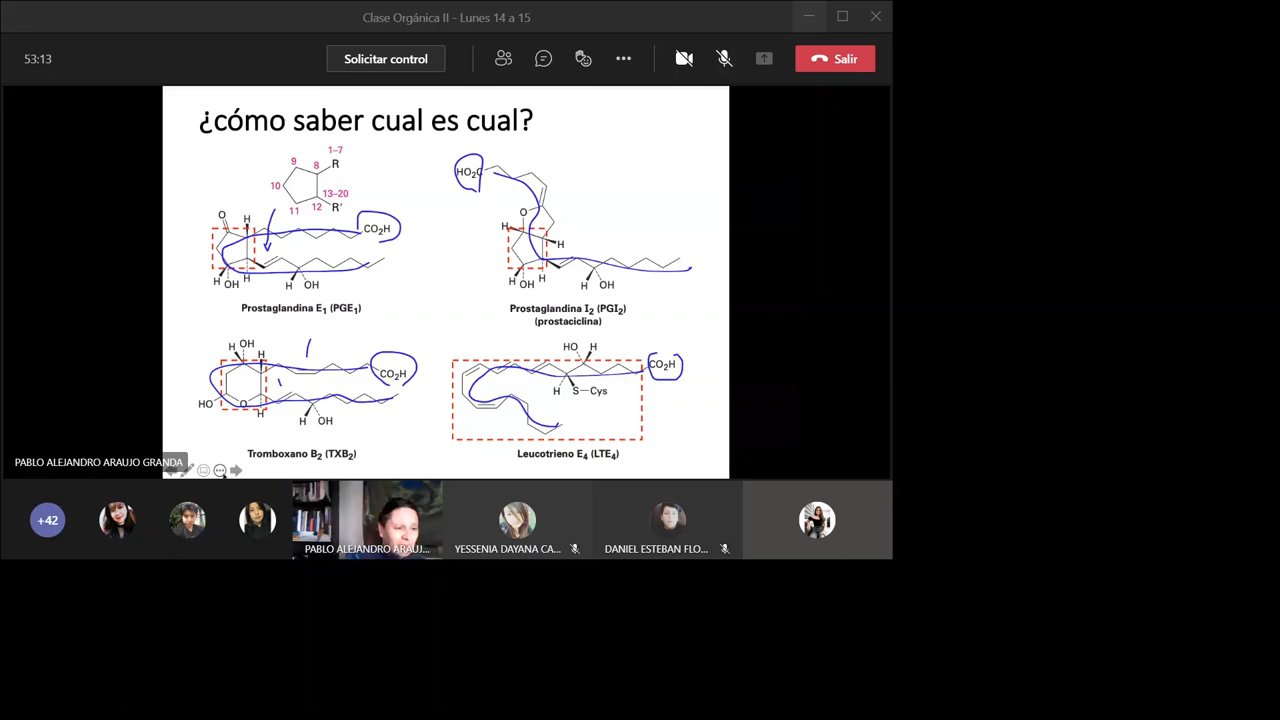 Clase Orgánica II - Lunes 14 a 15
53:13
Solicitar control
Salir
¿cómo saber cual es cual?
1–7
9
8
R
10
13–20
11
12
R'
O
H
CO₂H
H
OH
H
H
OH
Prostaglandina E₁ (PGE₁)
HO₂C
O
H
H
H
OH
H
H
OH
Prostaglandina I₂ (PGI₂)
(prostaciclina)
H
OH
H
CO₂H
HO
O
H
H
OH
Tromboxano B₂ (TXB₂)
HO
H
CO₂H
H
S—Cys
Leucotrieno E₄ (LTE₄)
PABLO ALEJANDRO ARAUJO GRANDA
+42
PABLO ALEJANDRO ARAUJ...
YESSENIA DAYANA CA...
DANIEL ESTEBAN FLO...